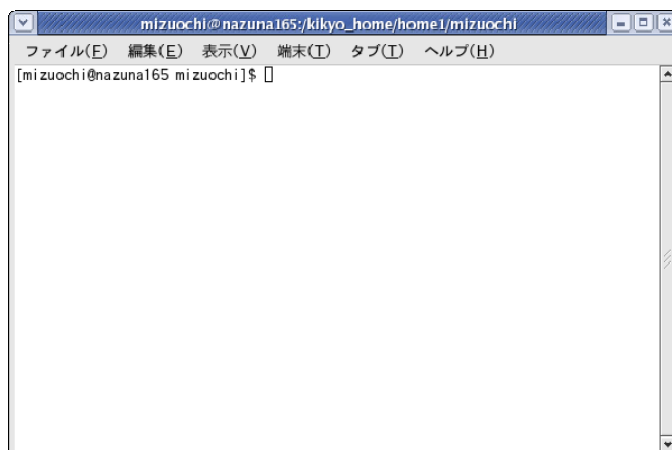 mizuochi@nazuna165:/kikyo_home/home1/mizuochi
ファイル(F) 編集(E) 表示(V) 端末(T) タブ(T) ヘルプ(H)
[mizuochi@nazuna165 mizuochi]$